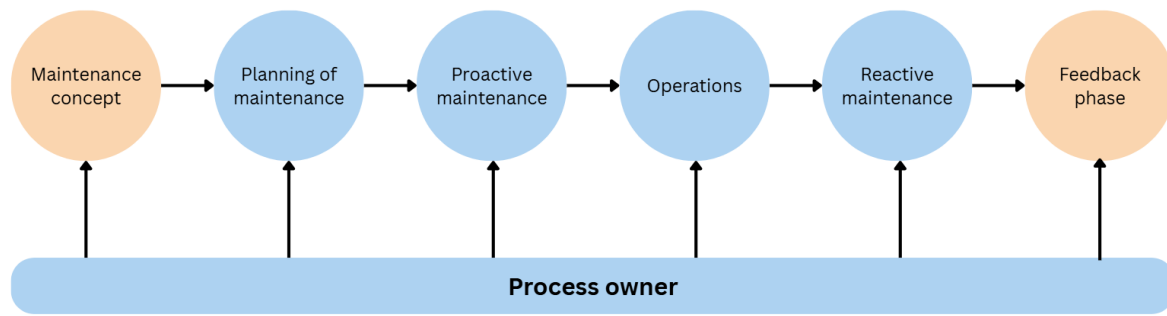 Maintenance
concept
Planning of
maintenance
Proactive
maintenance
Operations
Reactive
maintenance
Feedback
phase
Process owner